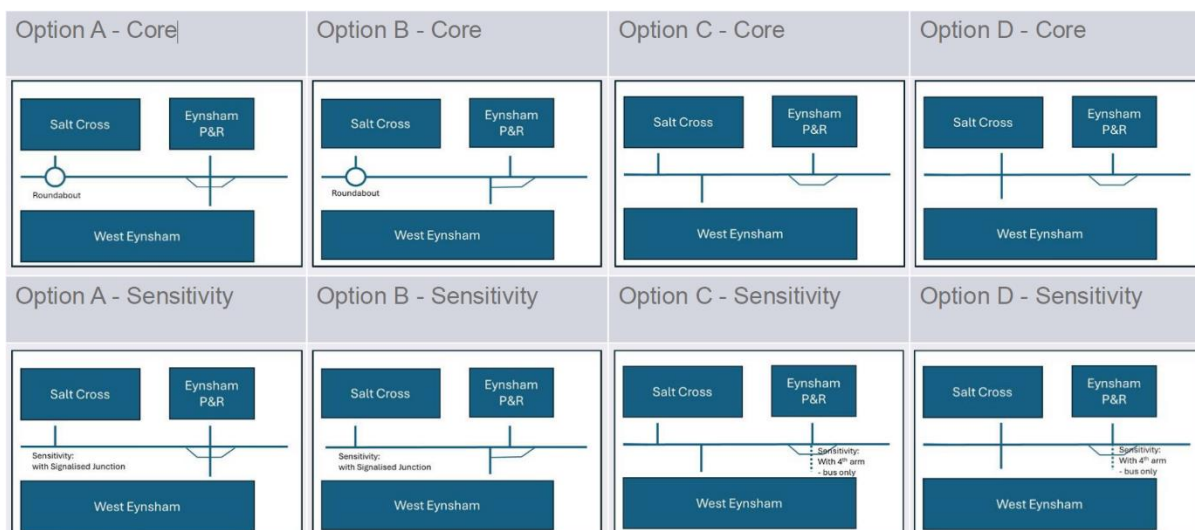 Option A - Core
Option B - Core
Option C - Core
Option D - Core
Salt Cross
Eynsham
P&R
Roundabout
West Eynsham
Salt Cross
Eynsham
P&R
Roundabout
West Eynsham
Salt Cross
Eynsham
P&R
West Eynsham
Salt Cross
Eynsham
P&R
West Eynsham
Option A - Sensitivity
Option B - Sensitivity
Option C - Sensitivity
Option D - Sensitivity
Salt Cross
Eynsham
P&R
Sensitivity:
with Signalised Junction
West Eynsham
Salt Cross
Eynsham
P&R
Sensitivity:
with Signalised Junction
West Eynsham
Salt Cross
Eynsham
P&R
Sensitivity:
With 4th arm
- bus only
West Eynsham
Salt Cross
Eynsham
P&R
Sensitivity:
With 4th arm
- bus only
West Eynsham